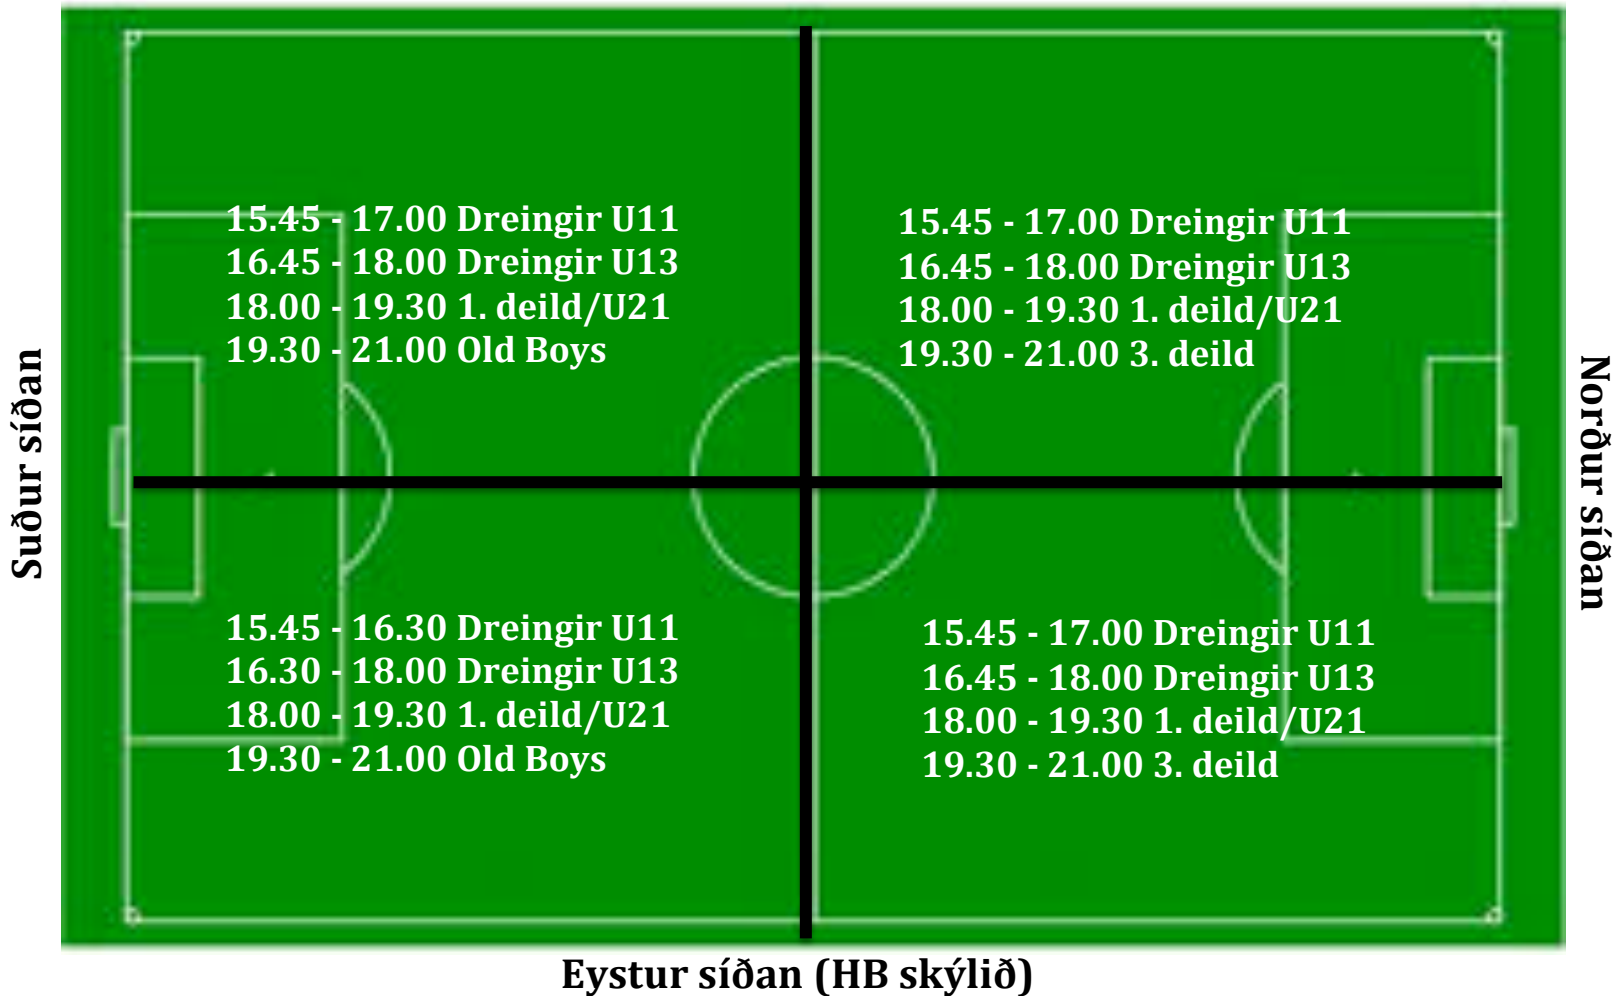 15.45 - 17.00 Dreingir U11
16.45 - 18.00 Dreingir U13
18.00 - 19.30 1. deild/U21
19.30 - 21.00 Old Boys
15.45 - 17.00 Dreingir U11
16.45 - 18.00 Dreingir U13
18.00 - 19.30 1. deild/U21
19.30 - 21.00 3. deild
Suður síðan
Norður síðan
15.45 - 16.30 Dreingir U11
16.30 - 18.00 Dreingir U13
18.00 - 19.30 1. deild/U21
19.30 - 21.00 Old Boys
15.45 - 17.00 Dreingir U11
16.45 - 18.00 Dreingir U13
18.00 - 19.30 1. deild/U21
19.30 - 21.00 3. deild
Eystur síðan (HB skýlið)